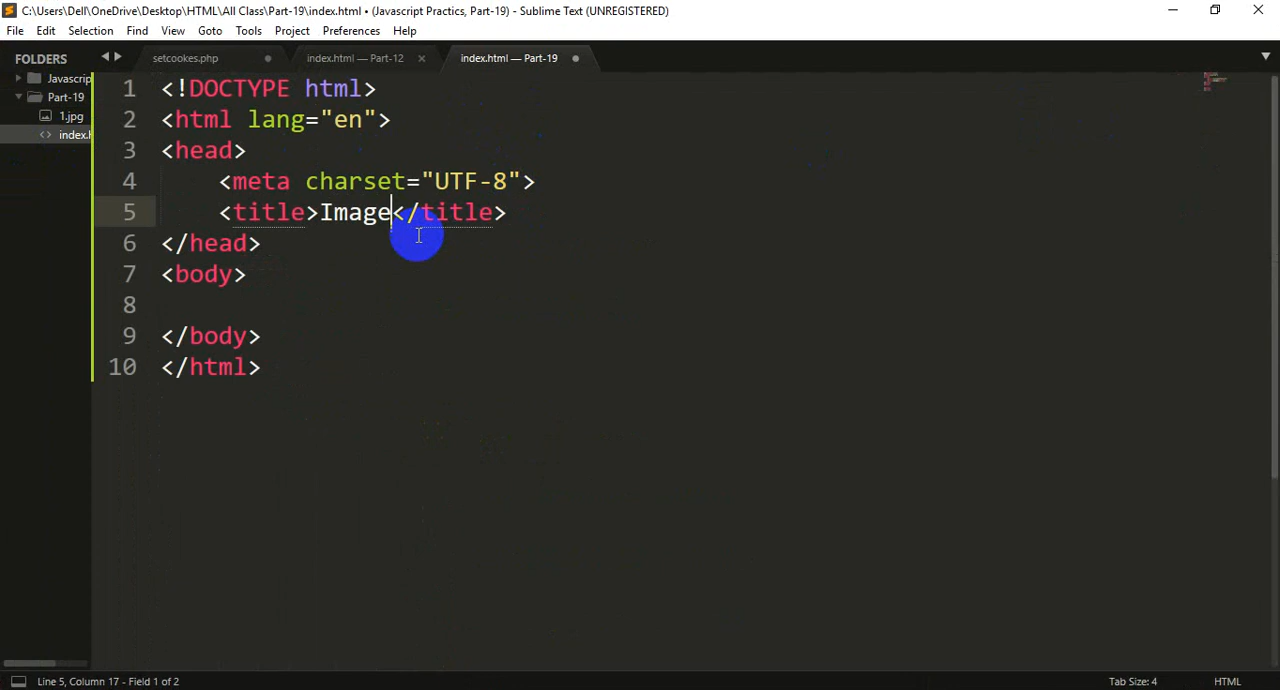 C:\Users\Dell\OneDrive\Desktop\HTML\All Class\Part-19\index.html • (Javascript Practics, Part-19) - Sublime Text (UNREGISTERED)
File Edit Selection Find View Goto Tools Project Preferences Help
FOLDERS
Javascrip
Part-19
1.jpg
index.h
setcookes.php
index.html — Part-12
index.html — Part-19
1 <!DOCTYPE html>
2 <html lang="en">
3 <head>
4 <meta charset="UTF-8">
5 <title>Image</title>
6 </head>
7 <body>
8
9 </body>
10 </html>
Line 5, Column 17 - Field 1 of 2
Tab Size: 4
HTML